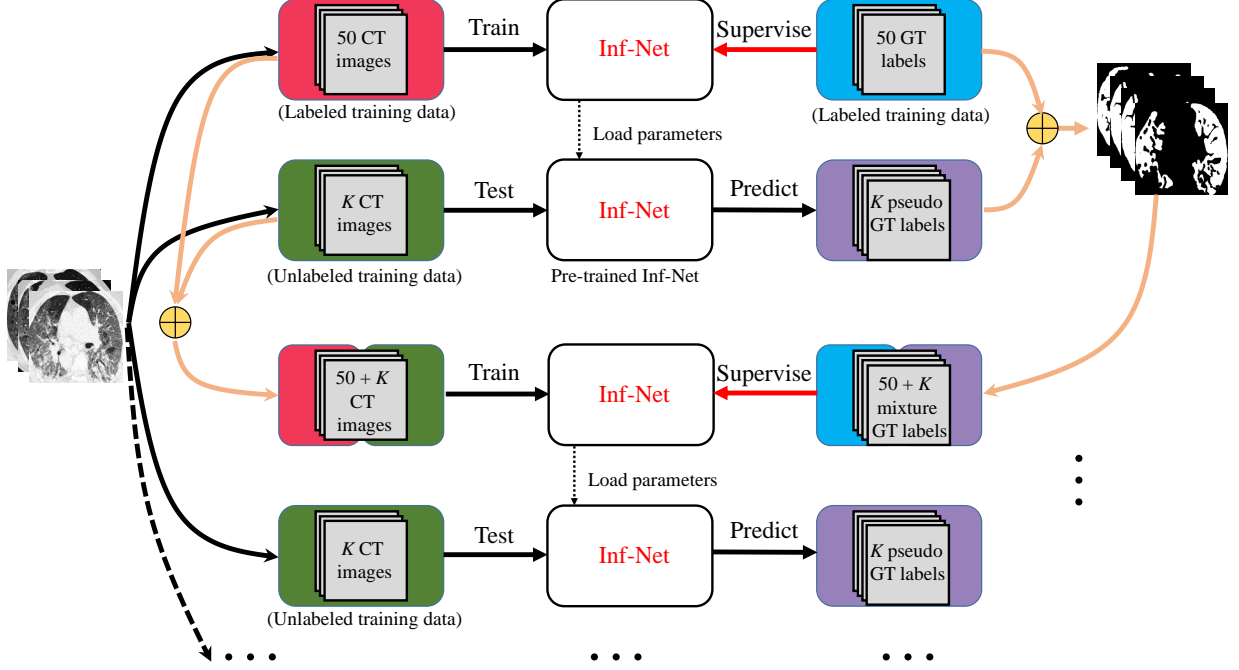 50 CT
images
Train
Inf-Net
Supervise
50 GT
labels
(Labeled training data)
(Labeled training data)
Load parameters
K CT
images
Test
Inf-Net
Predict
K pseudo
GT labels
(Unlabeled training data)
Pre-trained Inf-Net
50 + K
CT
images
Train
Inf-Net
Supervise
50 + K
mixture
GT labels
Load parameters
K CT
images
Test
Inf-Net
Predict
K pseudo
GT labels
(Unlabeled training data)